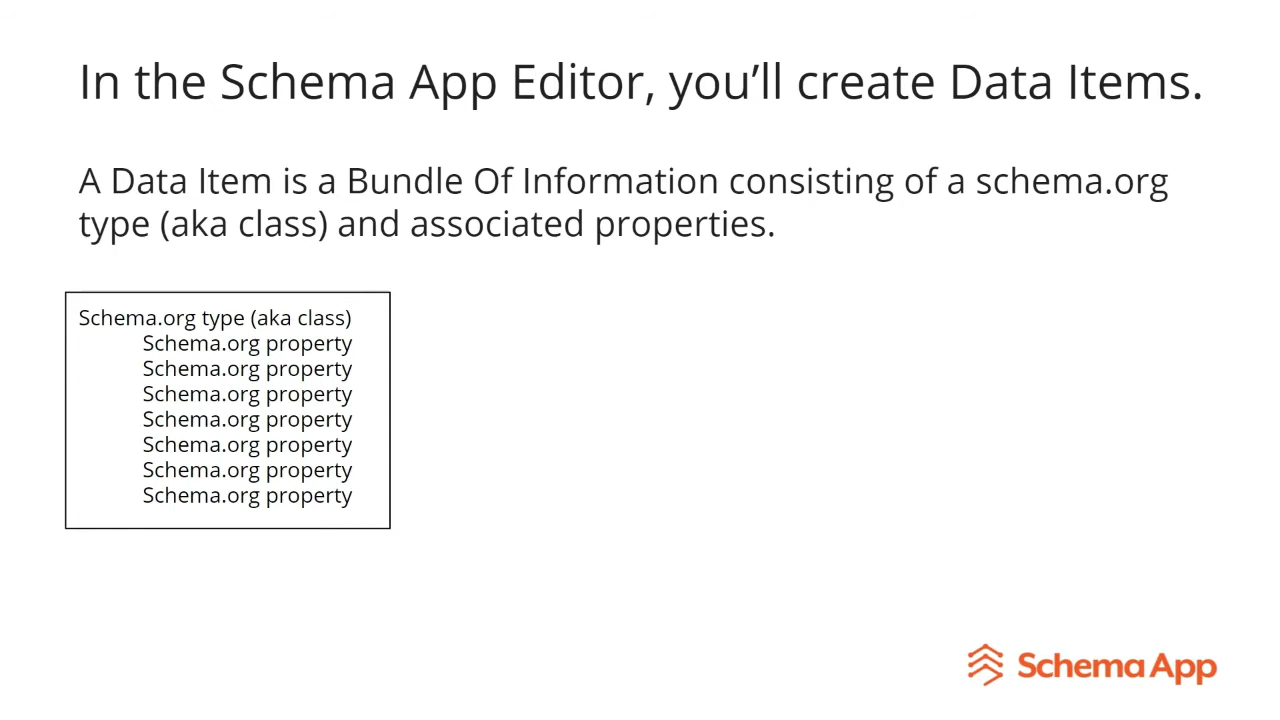 In the Schema App Editor, you’ll create Data Items.
A Data Item is a Bundle Of Information consisting of a schema.org
type (aka class) and associated properties.
Schema.org type (aka class)
Schema.org property
Schema.org property
Schema.org property
Schema.org property
Schema.org property
Schema.org property
Schema.org property
Schema App